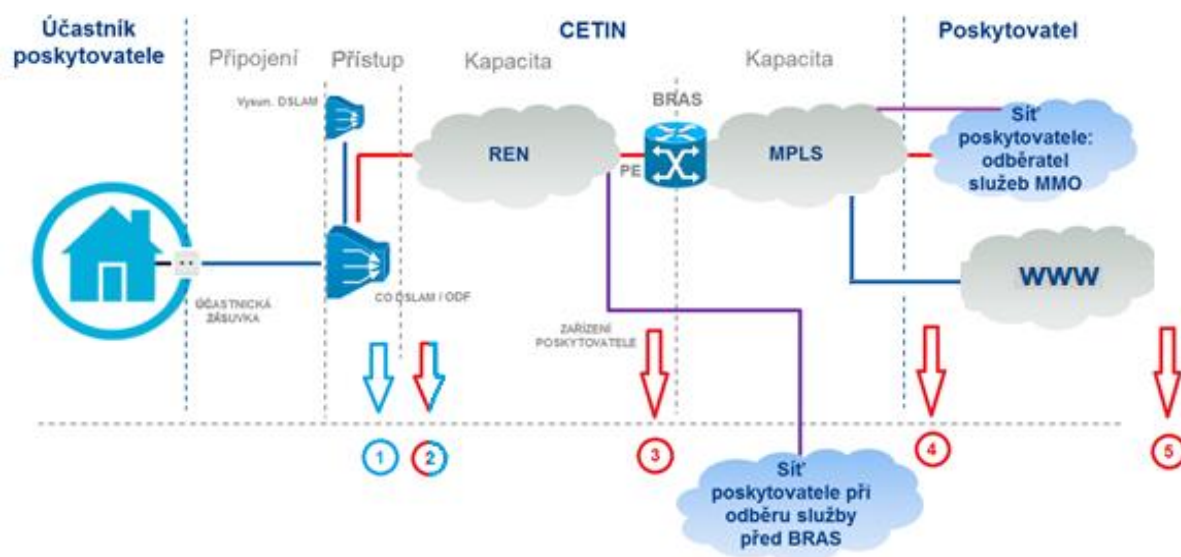 Účastník
poskytovatele
CETIN
Poskytovatel
Připojení
Přístup
Kapacita
Kapacita
Vysun. DSLAM
BRAS
REN
PE
MPLS
Síť
poskytovatele:
odběratel
služeb MMO
WWW
CO DSLAM / ODF
ÚČASTNICKÁ
ZÁSUVKA
ZAŘÍZENÍ
POSKYTOVATELE
1
2
3
4
5
Síť
poskytovatele při
odběru služby
před BRAS